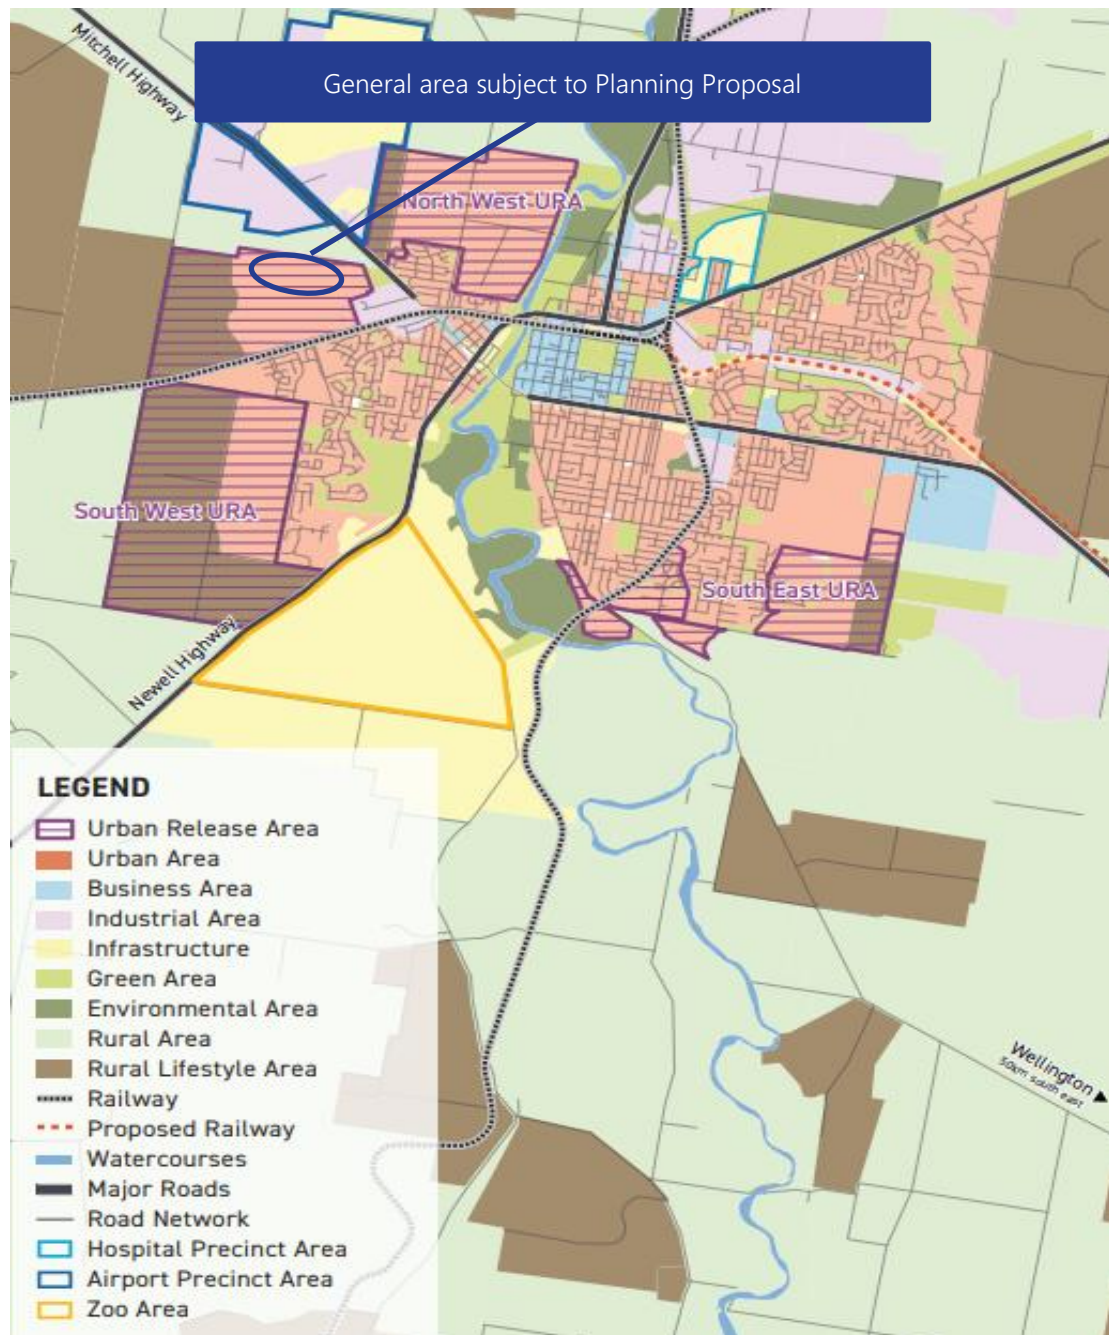 Mitchell Highway
General area subject to Planning Proposal
North West URA
South West URA
South East URA
Newell Highway
LEGEND
Urban Release Area
Urban Area
Business Area
Industrial Area
Infrastructure
Green Area
Environmental Area
Rural Area
Rural Lifestyle Area
Railway
Proposed Railway
Watercourses
Major Roads
Road Network
Hospital Precinct Area
Airport Precinct Area
Zoo Area
Wellington
50km south east